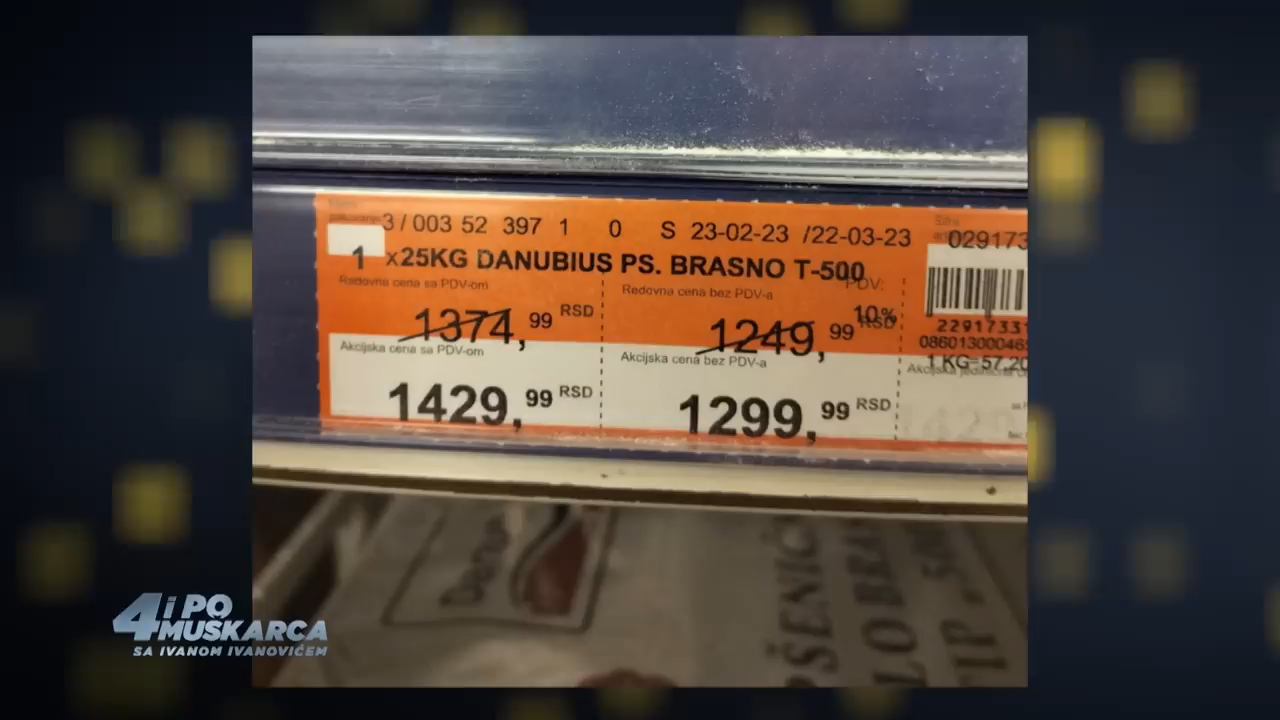 3 / 003 52 397 1 0 S 23-02-23 /22-03-23
029173
1 x25KG DANUBIUS PS. BRASNO T-500
Redovna cena sa PDV-om
Redovna cena bez PDV-a
PDV:
10%
1374,99 RSD
1249,99 RSD
22917331
1 KG=57,20
Akcijska cena sa PDV-om
Akcijska cena bez PDV-a
1429,99 RSD
1299,99 RSD
TIP
4 i PO
MUŠKARCA
SA IVANOM IVANOVIĆEM